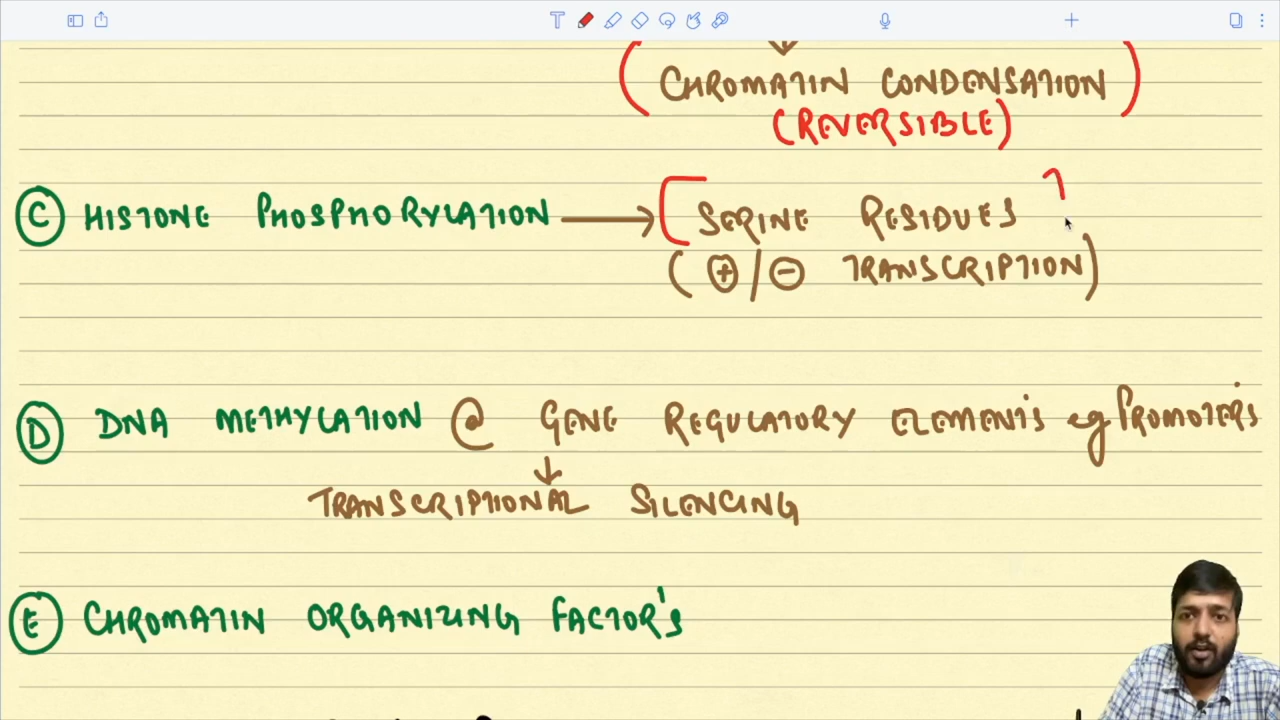 ( CHROMATIN CONDENSATION )
(REVERSIBLE)
C HISTONE PHOSPHORYLATION → [ SERINE RESIDUES
( + / - TRANSCRIPTION)
D DNA METHYLATION @ GENE REGULATORY ELEMENTS eg PROMOTERS
↓
TRANSCRIPTIONAL SILENCING
E CHROMATIN ORGANIZING FACTOR'S